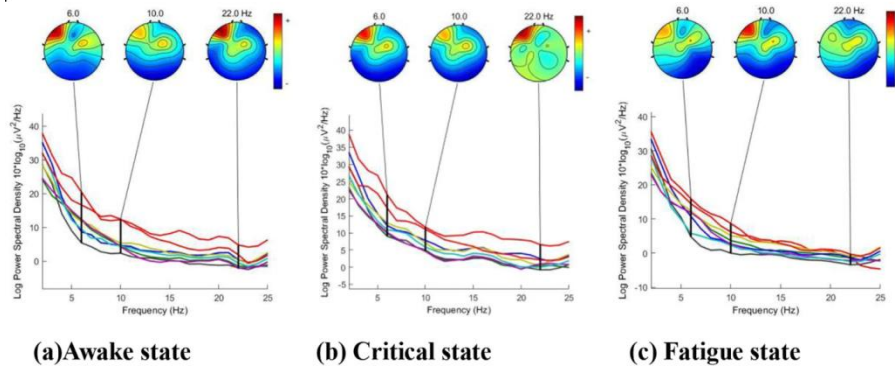 6.0 10.0 22.0 Hz
+
-
Log Power Spectral Density 10*log10(μV2/Hz)
40
30
20
10
0
5 10 15 20 25
Frequency (Hz)
(a)Awake state
6.0 10.0 22.0 Hz
+
-
Log Power Spectral Density 10*log10(μV2/Hz)
40
35
30
25
20
15
10
5
0
-5
5 10 15 20 25
Frequency (Hz)
(b) Critical state
6.0 10.0 22.0 Hz
Log Power Spectral Density 10*log10(μV2/Hz)
40
30
20
10
0
-10
5 10 15 20 25
Frequency (Hz)
(c) Fatigue state